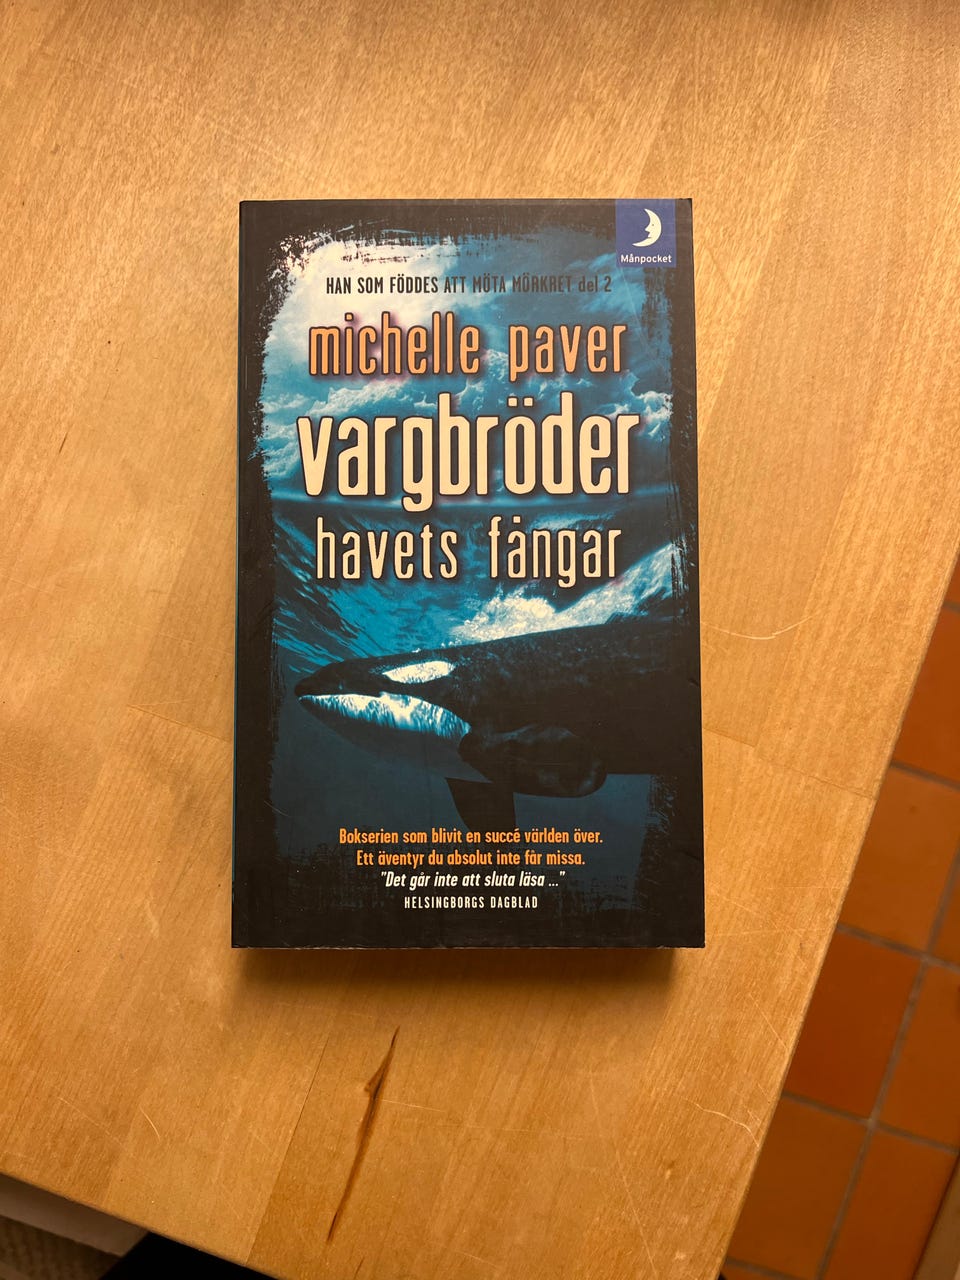 Månpocket
HAN SOM FÖDDES ATT MÖTA MÖRKRET del 2
michelle paver
vargbröder
havets fångar
Bokserien som blivit en succé världen över.
Ett äventyr du absolut inte får missa.
"Det går inte att sluta läsa ..."
HELSINGBORGS DAGBLAD